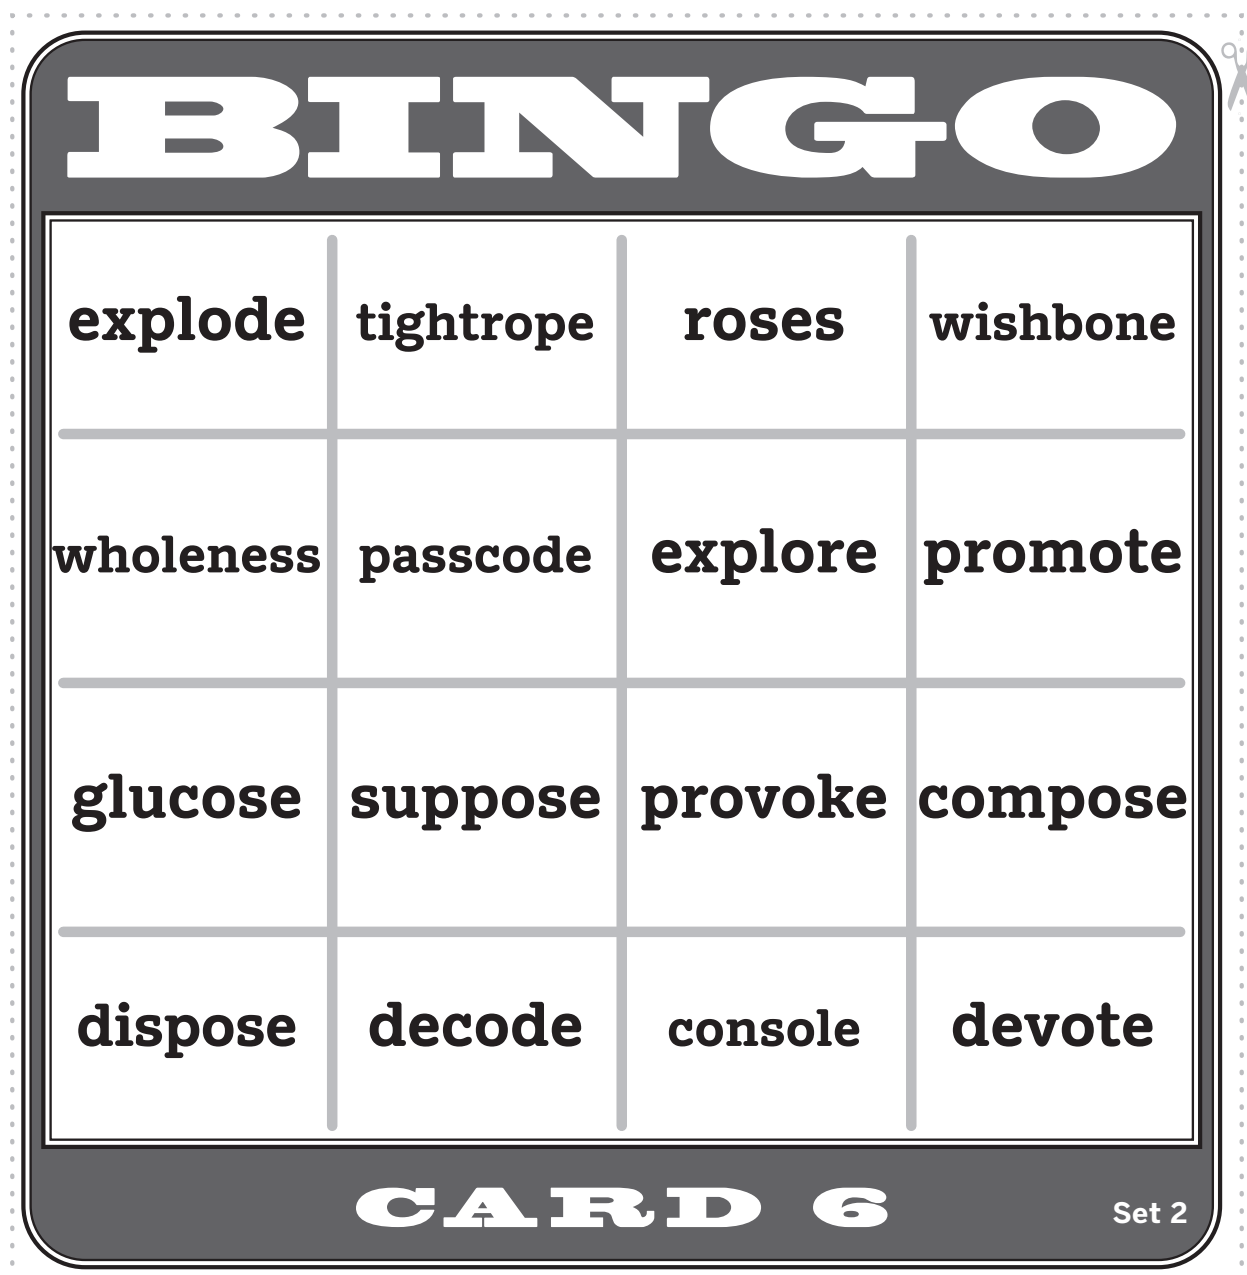 BINGO
explode tightrope roses wishbone
wholeness passcode explore promote
glucose suppose provoke compose
dispose decode console devote
CARD 6
Set 2